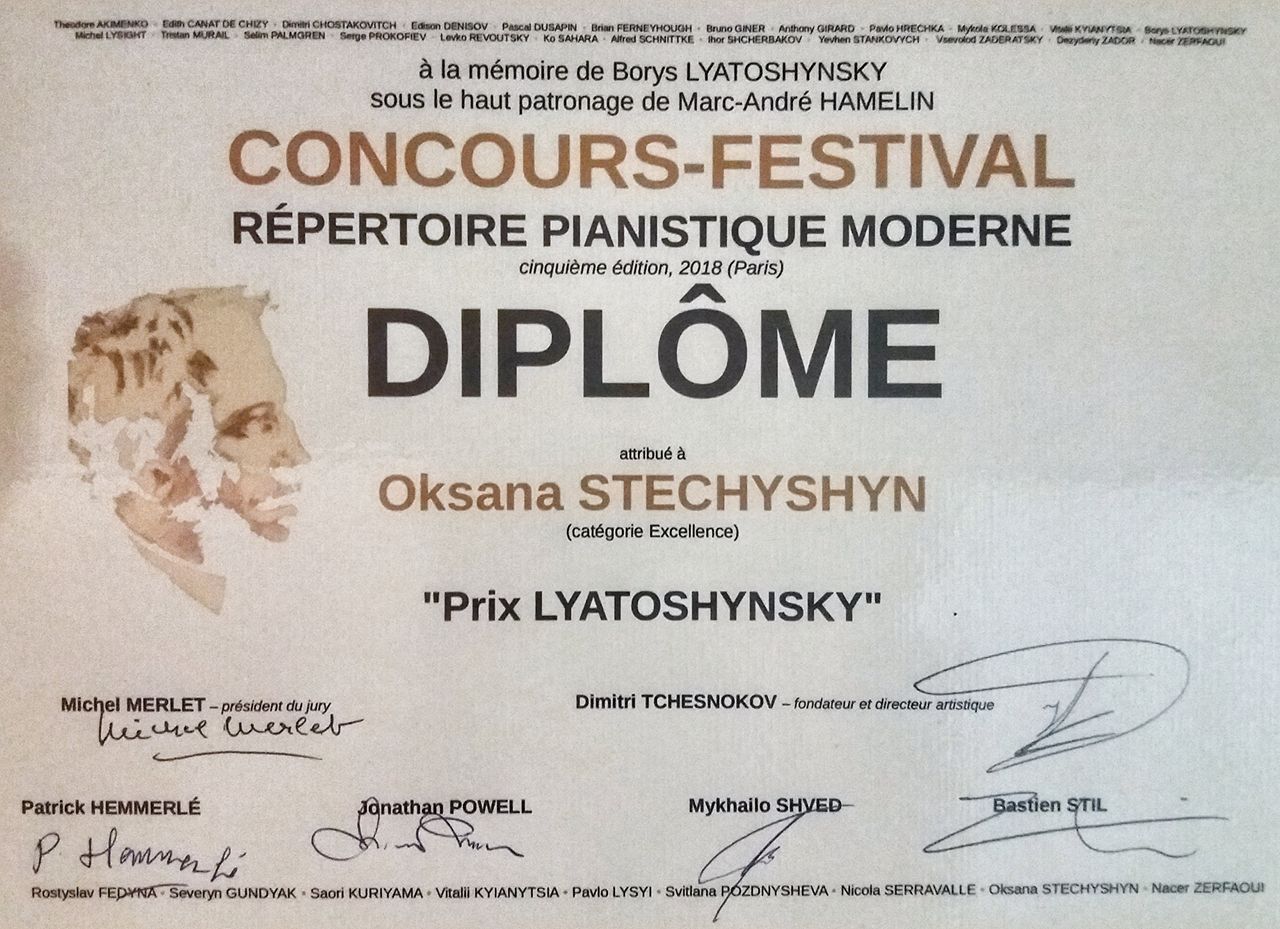 Theodore AKIMENKO • Edith CANAT DE CHIZY • Dimitri CHOSTAKOVITCH • Edison DENISOV • Pascal DUSAPIN • Brian FERNEYHOUGH • Bruno GINER • Anthony GIRARD • Pavlo HRECHKA • Mykola KOLESSA • Vitalii KYIANYTSIA • Borys LYATOSHYNSKY
Michel LYSIGHT • Tristan MURAIL • Selim PALMGREN • Serge PROKOFIEV • Levko REVOUTSKY • Ko SAHARA • Alfred SCHNITTKE • Ihor SHCHERBAKOV • Yevhen STANKOVYCH • Vsevolod ZADERATSKY • Dezyderiy ZADOR • Nacer ZERFAOUI
à la mémoire de Borys LYATOSHYNSKY
sous le haut patronage de Marc-André HAMELIN
CONCOURS-FESTIVAL
RÉPERTOIRE PIANISTIQUE MODERNE
cinquième édition, 2018 (Paris)
DIPLÔME
attribué à
Oksana STECHYSHYN
(catégorie Excellence)
"Prix LYATOSHYNSKY"
Michel MERLET – président du jury
Michel Merlet
Dimitri TCHESNOKOV – fondateur et directeur artistique
Patrick HEMMERLÉ
Jonathan POWELL
Mykhailo SHVED
Bastien STIL
P. Hemmerlé
Rostyslav FEDYNA • Severyn GUNDYAK • Saori KURIYAMA • Vitalii KYIANYTSIA • Pavlo LYSYI • Svitlana POZDNYSHEVA • Nicola SERRAVALLE • Oksana STECHYSHYN • Nacer ZERFAOUI